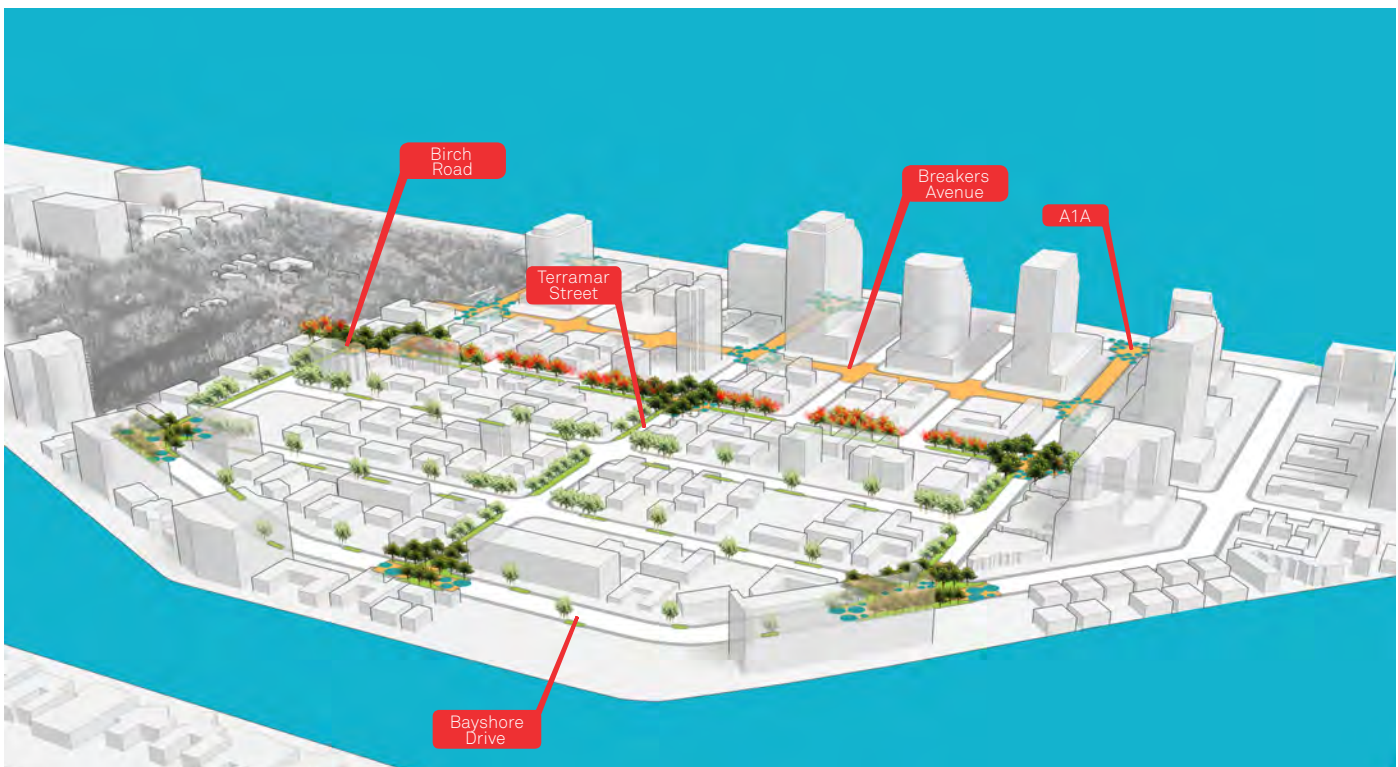 Birch
Road
Breakers
Avenue
A1A
Terramar
Street
Bayshore
Drive